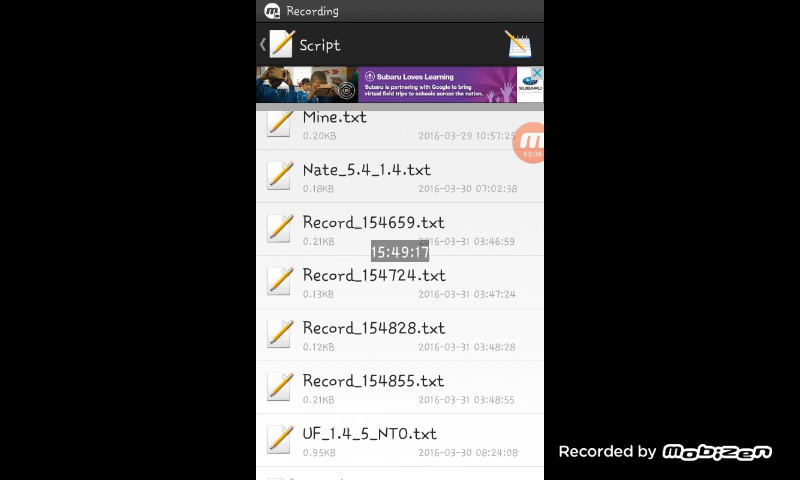 Recording
Script
Subaru Loves Learning
Subaru is partnering with Google to bring
virtual field trips to schools across the nation.
SUBARU
Mine.txt
0.20KB 2016-03-29 10:57:25
02:34
Nate_5.4_1.4.txt
0.18KB 2016-03-30 07:02:38
Record_154659.txt
0.21KB 2016-03-31 03:46:59
15:49:17
Record_154724.txt
0.13KB 2016-03-31 03:47:24
Record_154828.txt
0.12KB 2016-03-31 03:48:28
Record_154855.txt
0.21KB 2016-03-31 03:48:55
UF_1.4_5_NTO.txt
0.95KB 2016-03-30 08:24:08
Recorded by mobizen